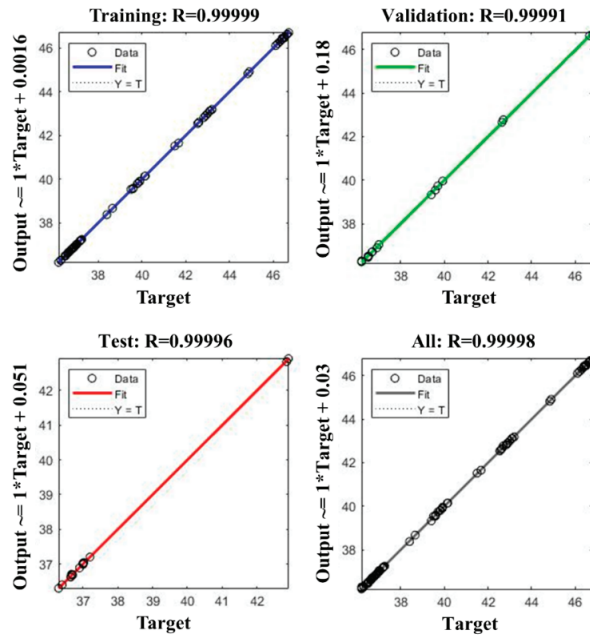 Training: R=0.99999
Output ~= 1*Target + 0.0016
46
44
42
40
38
Data
Fit
Y = T
38 40 42 44 46
Target
Validation: R=0.99991
Output ~= 1*Target + 0.18
46
44
42
40
38
Data
Fit
Y = T
38 40 42 44 46
Target
Test: R=0.99996
Output ~= 1*Target + 0.051
42
41
40
39
38
37
Data
Fit
Y = T
37 38 39 40 41 42
Target
All: R=0.99998
Output ~= 1*Target + 0.03
46
44
42
40
38
Data
Fit
Y = T
38 40 42 44 46
Target